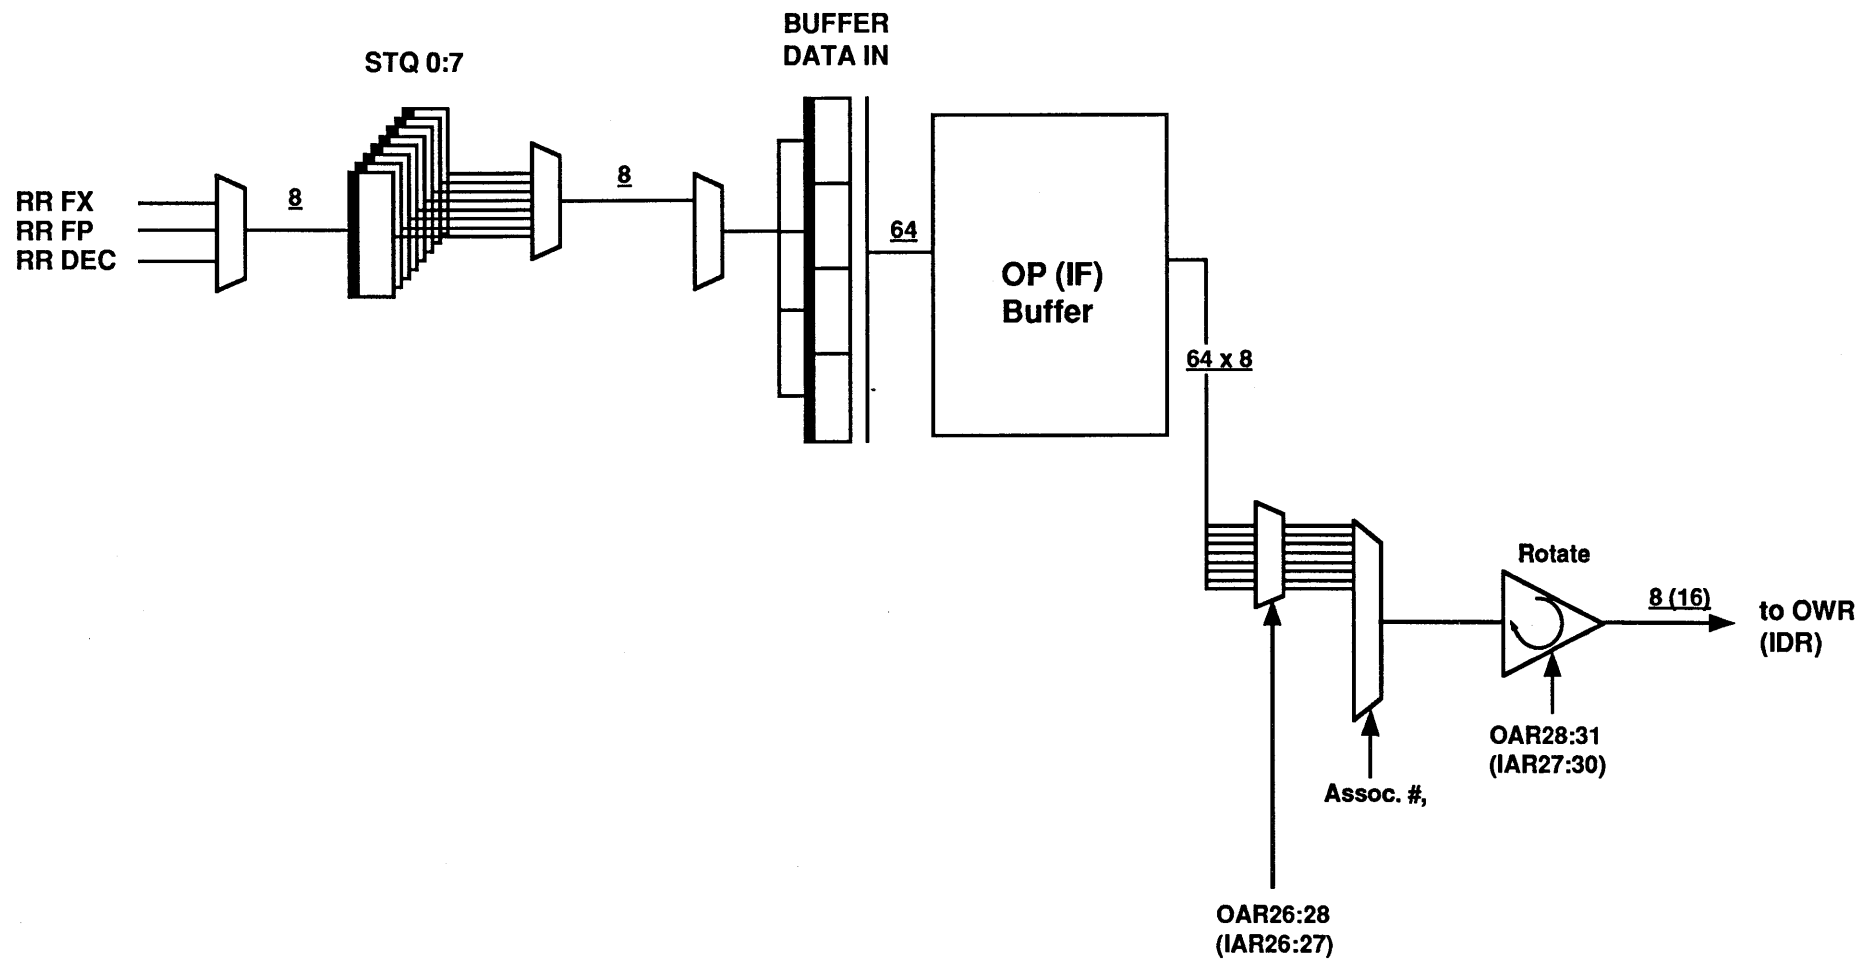 BUFFER
DATA IN
STQ 0:7
RR FX
RR FP
RR DEC
8
8
64
OP (IF)
Buffer
64 x 8
Rotate
8 (16)
to OWR
(IDR)
OAR28:31
(IAR27:30)
Assoc. #,
OAR26:28
(IAR26:27)